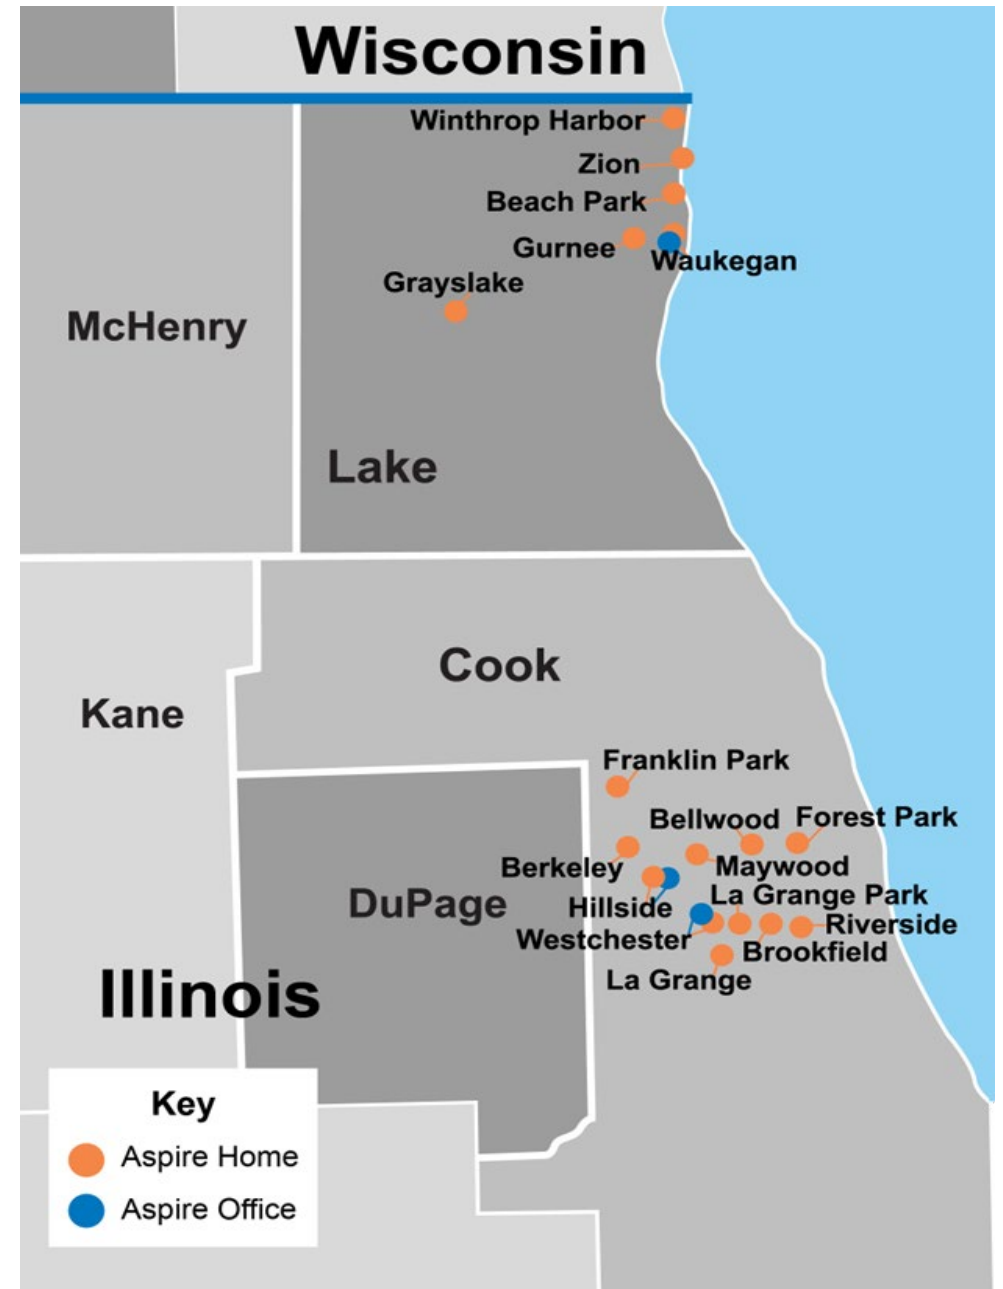 Wisconsin
Winthrop Harbor
Zion
Beach Park
Gurnee
Waukegan
Grayslake
McHenry
Lake
Cook
Kane
Franklin Park
Bellwood
Forest Park
Berkeley
Maywood
DuPage
La Grange Park
Hillside
Riverside
Westchester
Brookfield
La Grange
Illinois
Key
Aspire Home
Aspire Office